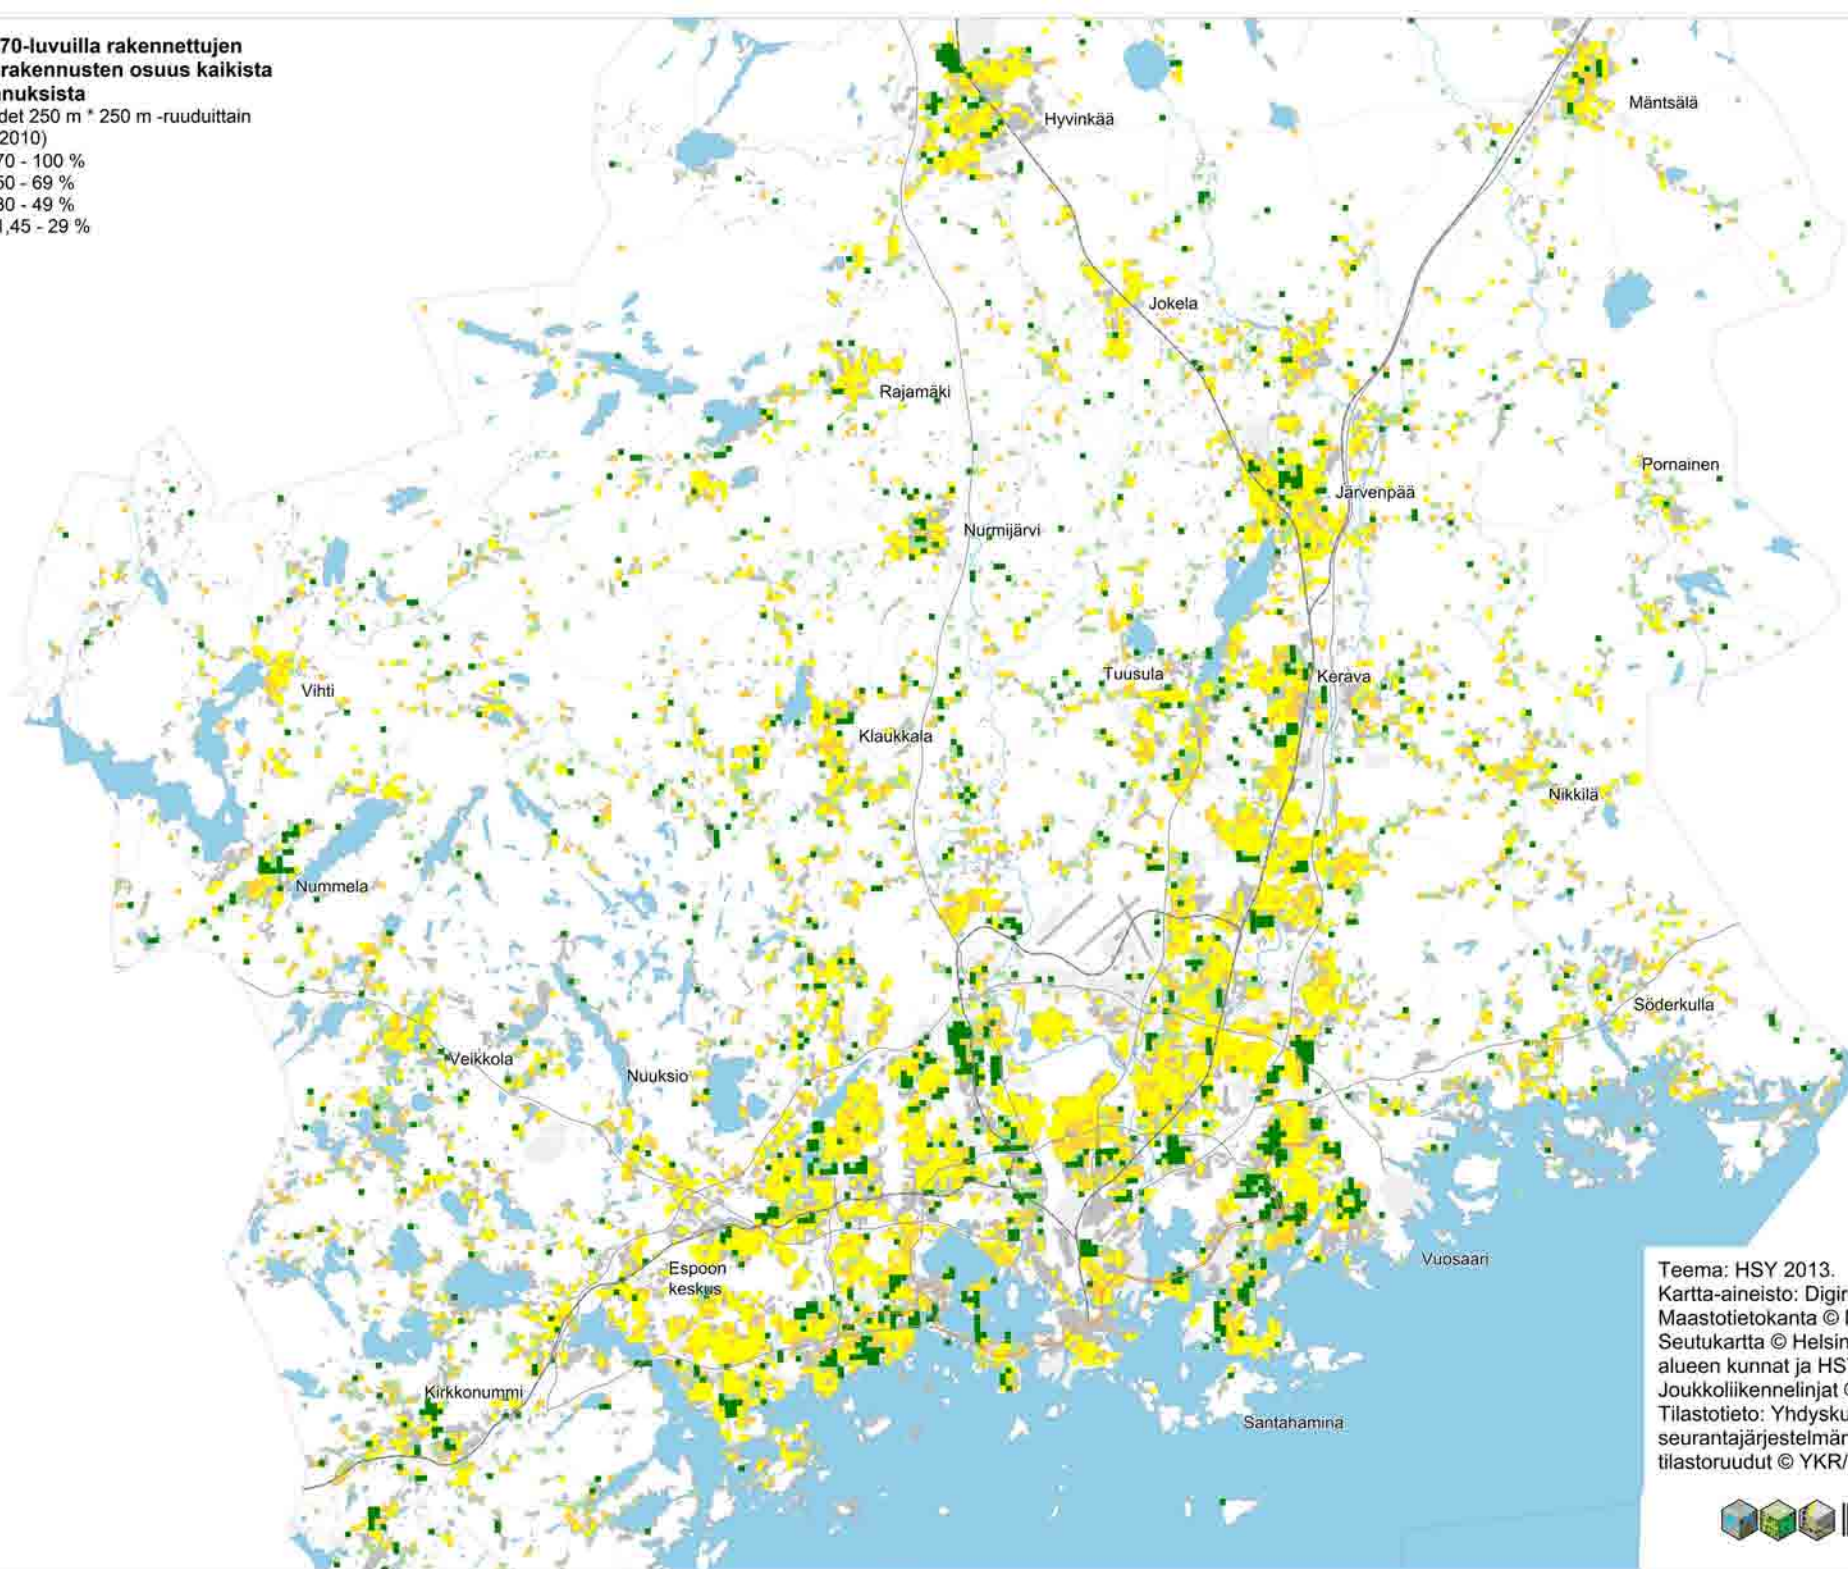 70-luvuilla rakennettujen
rakennusten osuus kaikista
nuksista
det 250 m * 250 m -ruuduittain
2010)
70 - 100 %
50 - 69 %
30 - 49 %
,45 - 29 %
Hyvinkää
Mäntsälä
Jokela
Rajamäki
Pornainen
Järvenpää
Nurmijärvi
Tuusula
Kerava
Vihti
Klaukkala
Nikkilä
Nummela
Söderkulla
Veikkola
Nuuksio
Vuosaari
Espoon
keskus
Kirkkonummi
Santahamina
Teema: HSY 2013.
Kartta-aineisto: Digir
Maastotietokanta ©
Seutukartta © Helsin
alueen kunnat ja HS
Joukkoliikennelinjat ©
Tilastotieto: Yhdysku
seurantajärjestelmän
tilastoruudut © YKR/